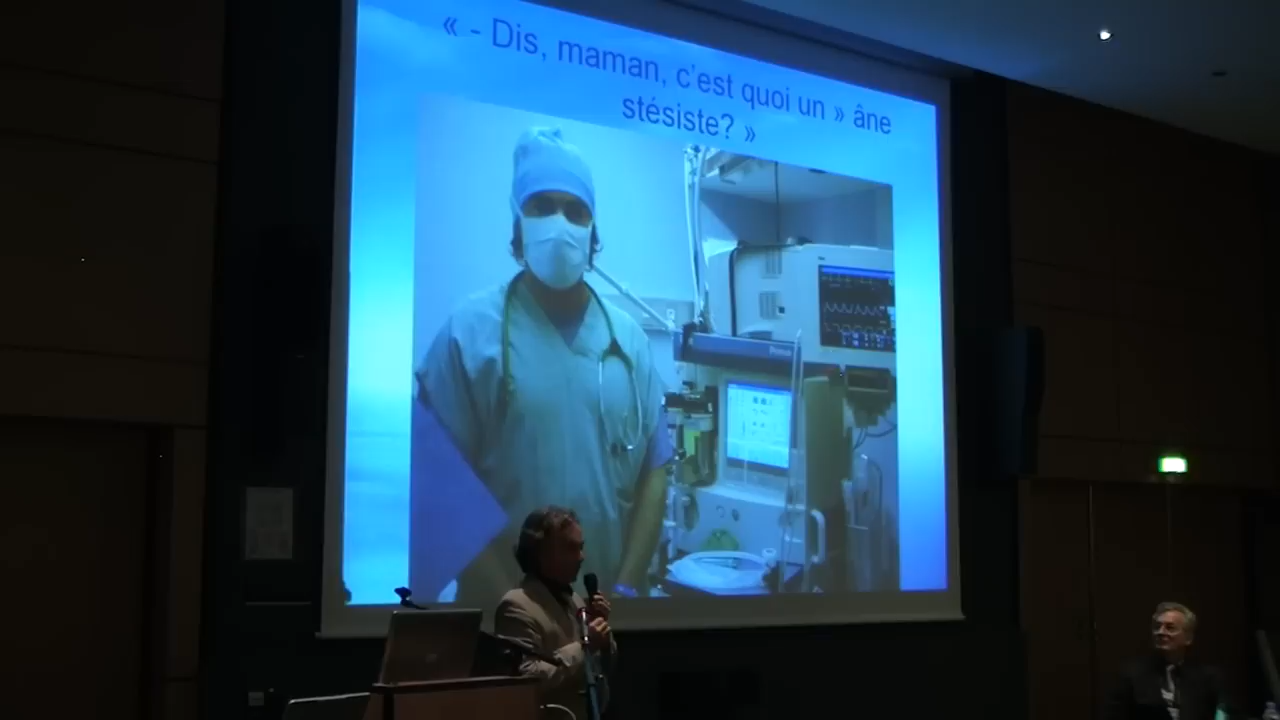 « - Dis, maman, c'est quoi un » âne
stésiste? »